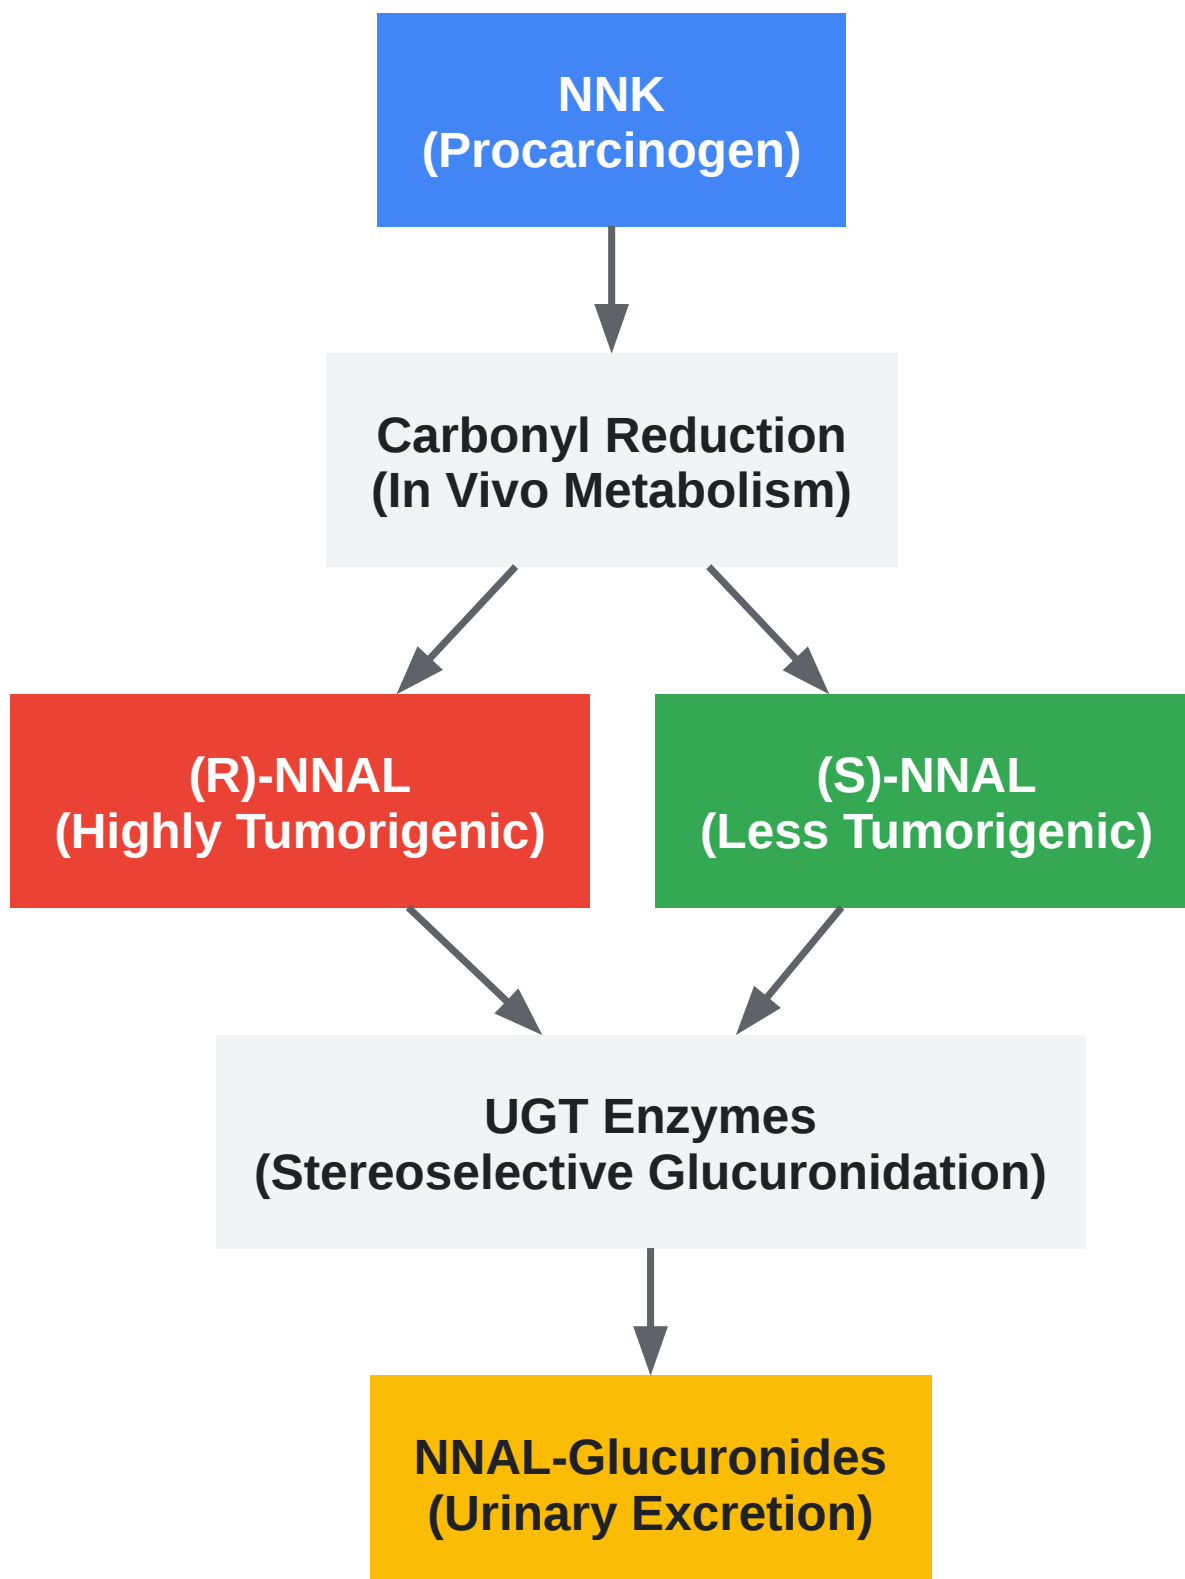 NNK
(Procarcinogen)
Carbonyl Reduction
(In Vivo Metabolism)
(R)-NNAL
(Highly Tumorigenic)
(S)-NNAL
(Less Tumorigenic)
UGT Enzymes
(Stereoselective Glucuronidation)
NNAL-Glucuronides
(Urinary Excretion)